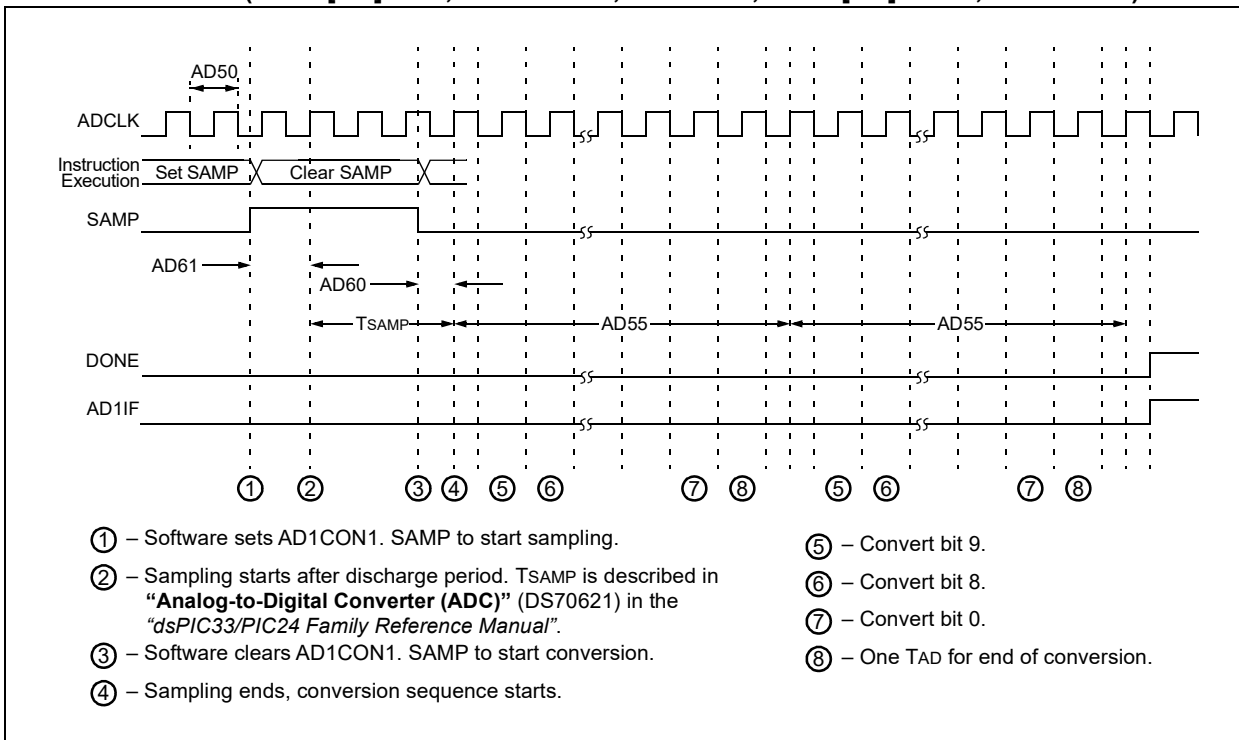 AD50
ADCLK
Instruction
Execution
Set SAMP
Clear SAMP
SAMP
AD61
AD60
TSAMP
AD55
AD55
DONE
AD1IF
1 2 3 4 5 6 7 8 5 6 7 8
1 – Software sets AD1CON1. SAMP to start sampling.
2 – Sampling starts after discharge period. TSAMP is described in
“Analog-to-Digital Converter (ADC)” (DS70621) in the
“dsPIC33/PIC24 Family Reference Manual”.
3 – Software clears AD1CON1. SAMP to start conversion.
4 – Sampling ends, conversion sequence starts.
5 – Convert bit 9.
6 – Convert bit 8.
7 – Convert bit 0.
8 – One TAD for end of conversion.